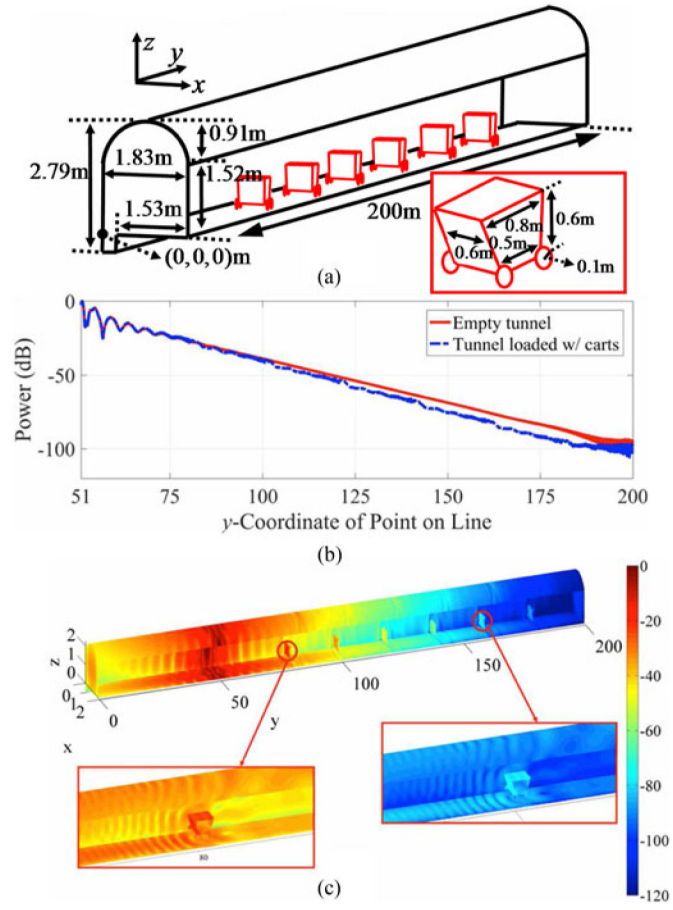 z
y
x
0.91m
2.79m
1.83m
1.52m
1.53m
200m
(0,0,0)m
0.8m
0.6m
0.5m
0.6m
0.1m
(a)
0
-50
-100
Power (dB)
Empty tunnel
Tunnel loaded w/ carts
51
75
100
125
150
175
200
y-Coordinate of Point on Line
(b)
0
-20
-40
-60
-80
-100
-120
2
1
0
z
0
1
2
x
0
50
y
100
150
200
80
(c)